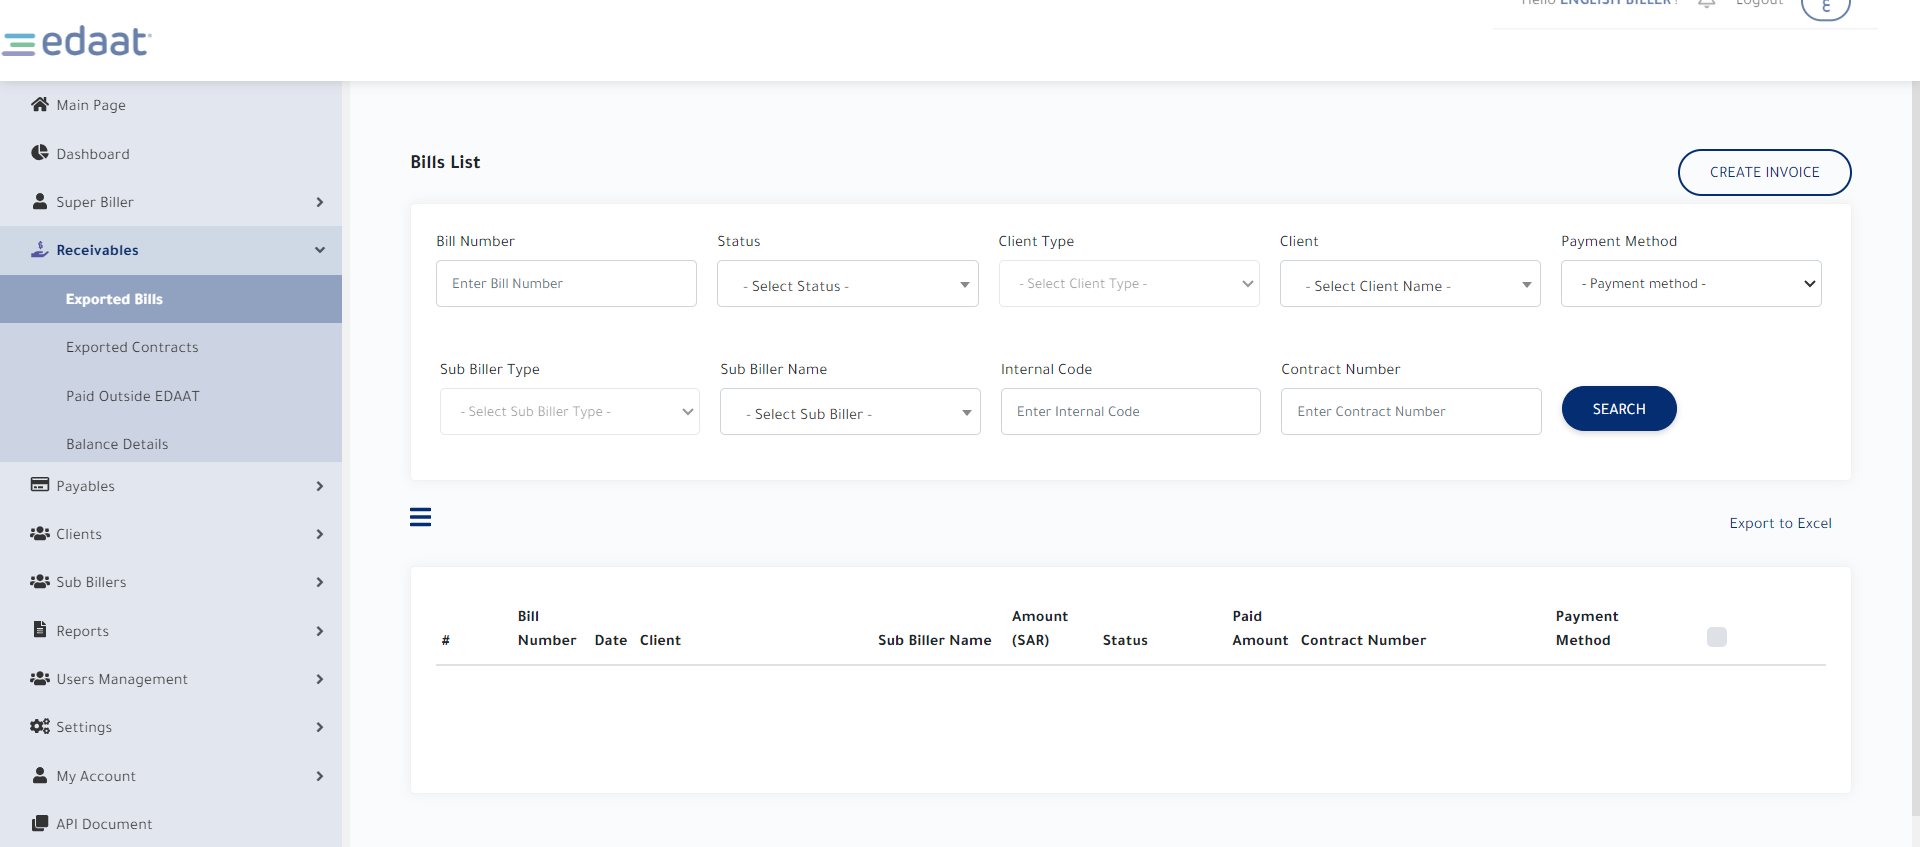 Hello ENGLISH BILLER! Logout ع
edaat
Main Page
Dashboard
Super Biller
Receivables
Exported Bills
Exported Contracts
Paid Outside EDAAT
Balance Details
Payables
Clients
Sub Billers
Reports
Users Management
Settings
My Account
API Document
Bills List
CREATE INVOICE
Bill Number Status Client Type Client Payment Method
Enter Bill Number - Select Status - - Select Client Type - - Select Client Name - - Payment method -
Sub Biller Type Sub Biller Name Internal Code Contract Number
- Select Sub Biller Type - - Select Sub Biller - Enter Internal Code Enter Contract Number SEARCH
Export to Excel
# Bill Number Date Client Sub Biller Name Amount (SAR) Status Paid Amount Contract Number Payment Method